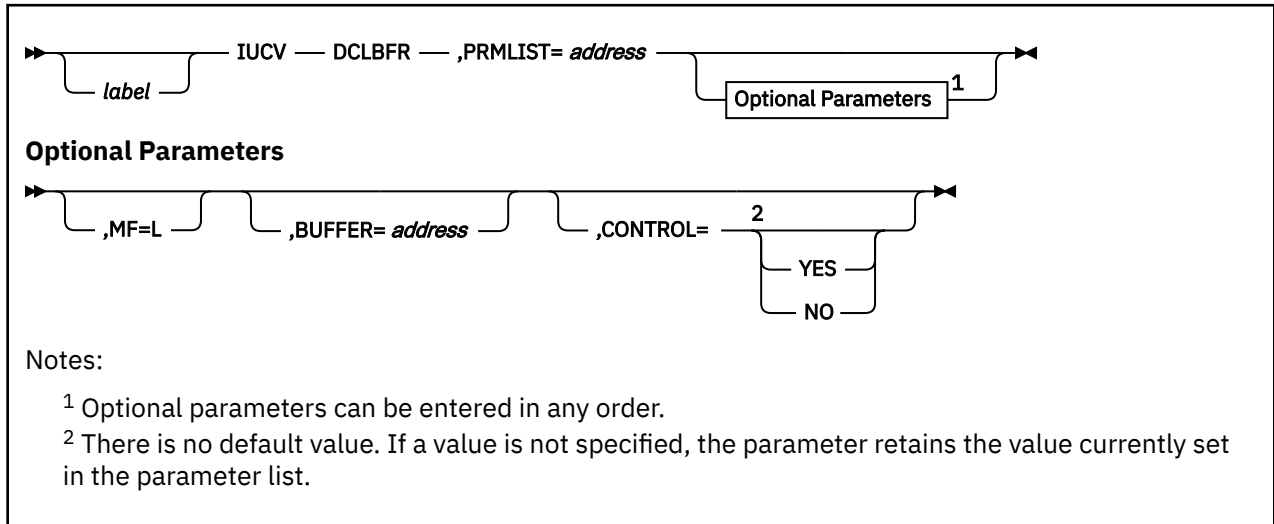 label IUCV DCLBFR ,PRMLIST= address Optional Parameters 1
Optional Parameters
,MF=L ,BUFFER= address ,CONTROL= 2 YES NO
Notes:
1 Optional parameters can be entered in any order.
2 There is no default value. If a value is not specified, the parameter retains the value currently set
in the parameter list.